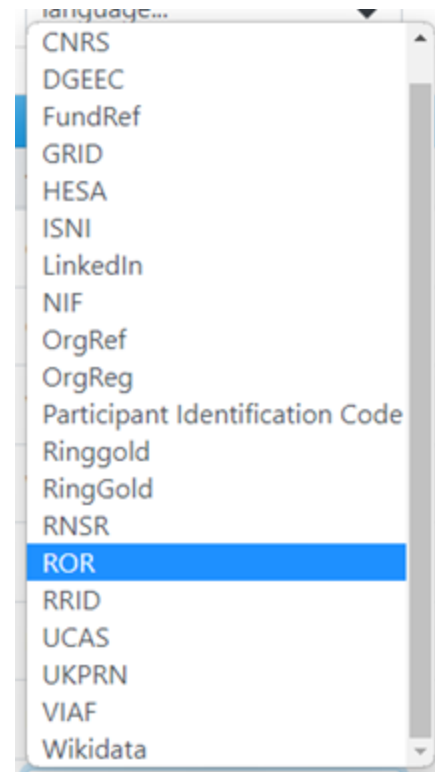 language...
CNRS
DGEEC
FundRef
GRID
HESA
ISNI
LinkedIn
NIF
OrgRef
OrgReg
Participant Identification Code
Ringgold
RingGold
RNSR
ROR
RRID
UCAS
UKPRN
VIAF
Wikidata